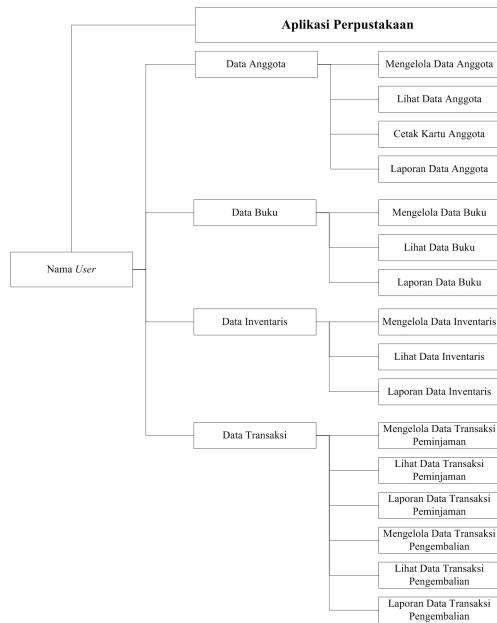 Aplikasi Perpustakaan
Data Anggota
Mengelola Data Anggota
Lihat Data Anggota
Cetak Kartu Anggota
Laporan Data Anggota
Data Buku
Mengelola Data Buku
Lihat Data Buku
Laporan Data Buku
Nama User
Data Inventaris
Mengelola Data Inventaris
Lihat Data Inventaris
Laporan Data Inventaris
Data Transaksi
Mengelola Data Transaksi
Peminjaman
Lihat Data Transaksi
Peminjaman
Laporan Data Transaksi
Peminjaman
Mengelola Data Transaksi
Pengembalian
Lihat Data Transaksi
Pengembalian
Laporan Data Transaksi
Pengembalian